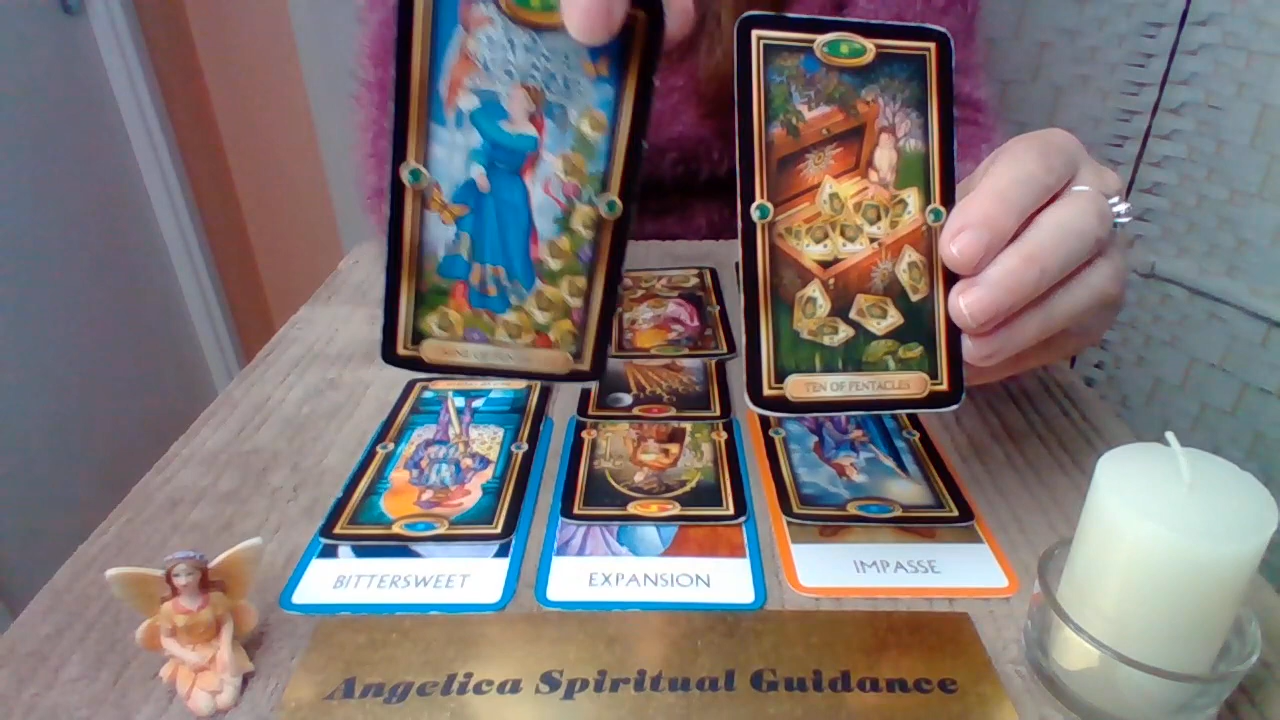 TEN OF PENTACLES
BITTERSWEET
EXPANSION
IMPASSE
Angelica Spiritual Guidance